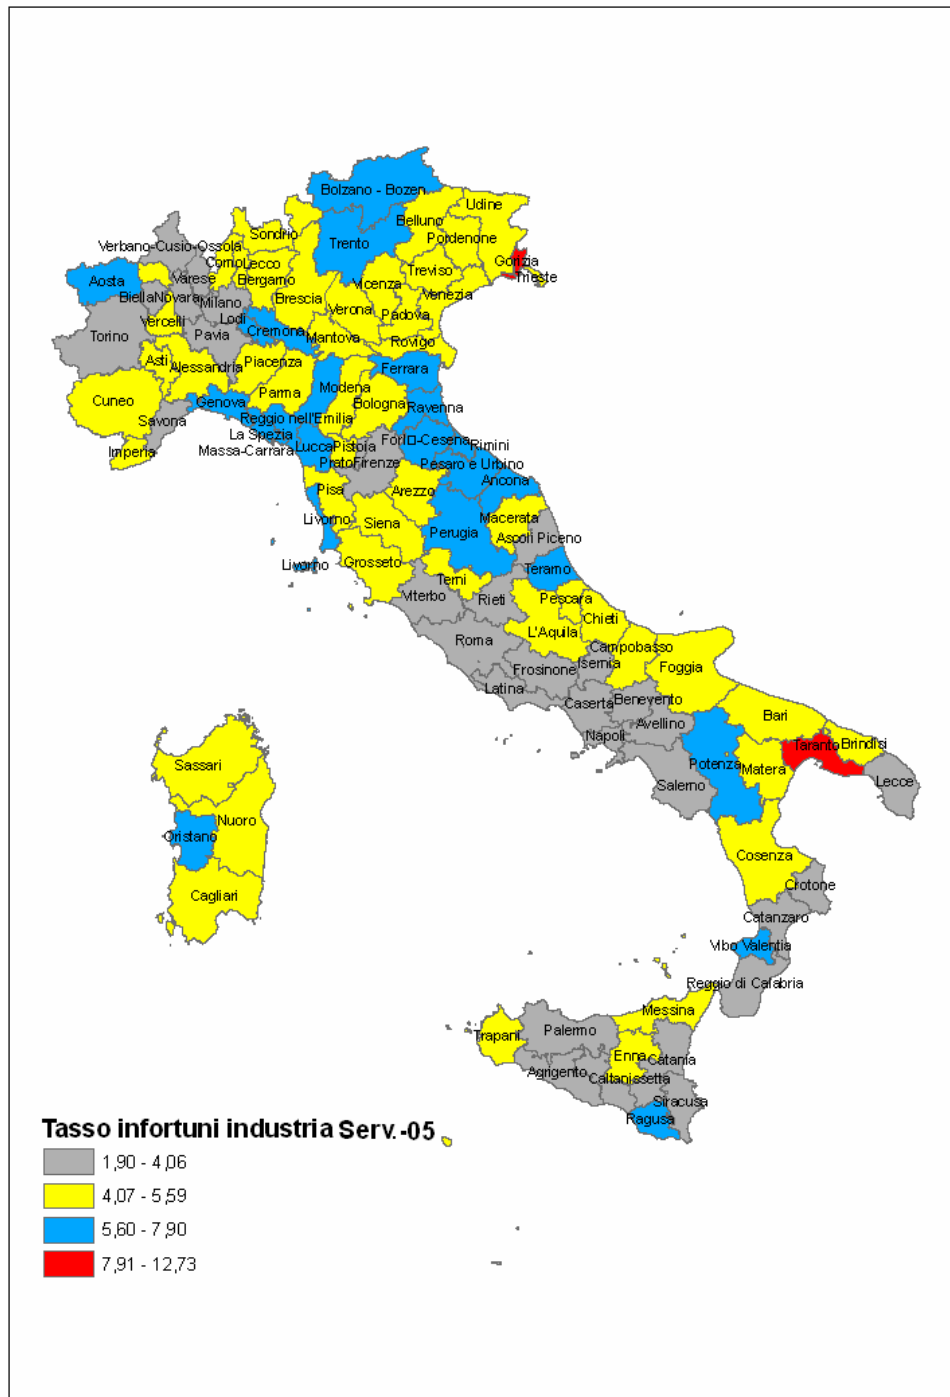 Bolzano - Bozen
Udine
Belluno
Sondrio
Pordenone
Trento
Verbano-Cusio-Ossola
Gorizia
Como
Lecco
Treviso
Trieste
Aosta
Varese
Bergamo
Vicenza
Biella
Novara
Milano
Brescia
Venezia
Verona
Padova
Lodi
Vercelli
Cremona
Torino
Pavia
Mantova
Rovigo
Asti
Alessandria
Piacenza
Ferrara
Modena
Parma
Cuneo
Genova
Bologna
Ravenna
Savona
Reggio nell'Emilia
La Spezia
Forl□-Cesena
Rimini
Imperia
Massa-Carrara
Lucca
Pistoia
Prato
Firenze
Pesaro e Urbino
Ancona
Pisa
Arezzo
Livorno
Siena
Macerata
Perugia
Ascoli Piceno
Livorno
Grosseto
Teramo
Terni
Viterbo
Rieti
Pescara
Chieti
L'Aquila
Roma
Campobasso
Frosinone
Isernia
Foggia
Latina
Caserta
Benevento
Avellino
Bari
Napoli
Taranto
Brindisi
Sassari
Potenza
Matera
Salerno
Lecce
Nuoro
Oristano
Cosenza
Cagliari
Crotone
Catanzaro
Vibo Valentia
Reggio di Calabria
Messina
Trapani
Palermo
Enna
Catania
Agrigento
Caltanissetta
Siracusa
Ragusa
Tasso infortuni industria Serv.-05
1,90 - 4,06
4,07 - 5,59
5,60 - 7,90
7,91 - 12,73